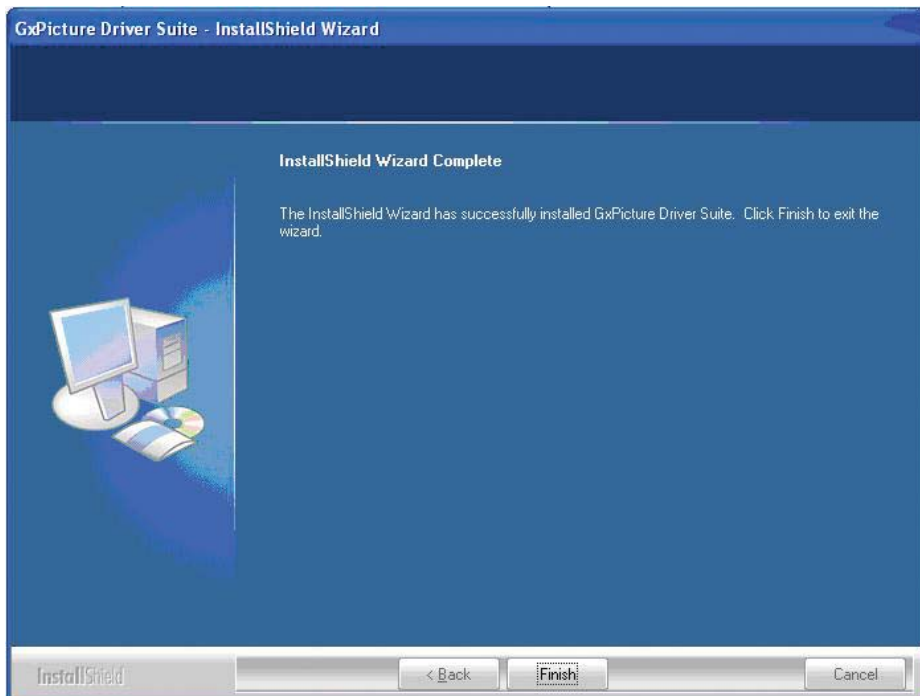 GxPicture Driver Suite - InstallShield Wizard
InstallShield Wizard Complete
The InstallShield Wizard has successfully installed GxPicture Driver Suite. Click Finish to exit the
wizard.
InstallShield
< Back
Finish
Cancel